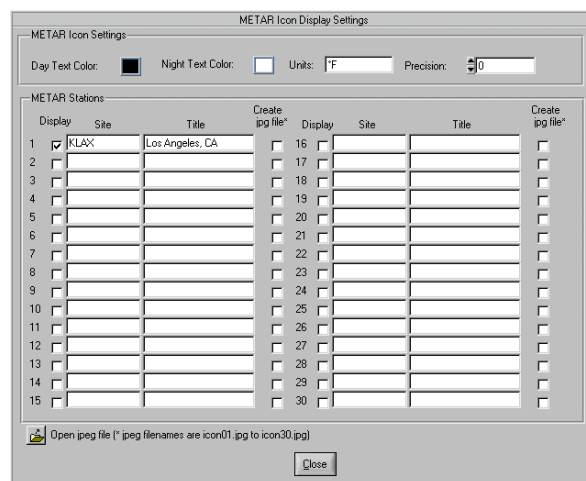 METAR Icon Display Settings
METAR Icon Settings
Day Text Color: Night Text Color: Units: °F Precision: 0
METAR Stations
Display Site Title Create jpg file* Display Site Title Create jpg file*
1 KLAX Los Angeles, CA 16
2 17
3 18
4 19
5 20
6 21
7 22
8 23
9 24
10 25
11 26
12 27
13 28
14 29
15 30
Open jpeg file (* jpeg filenames are icon01.jpg to icon30.jpg)
Close